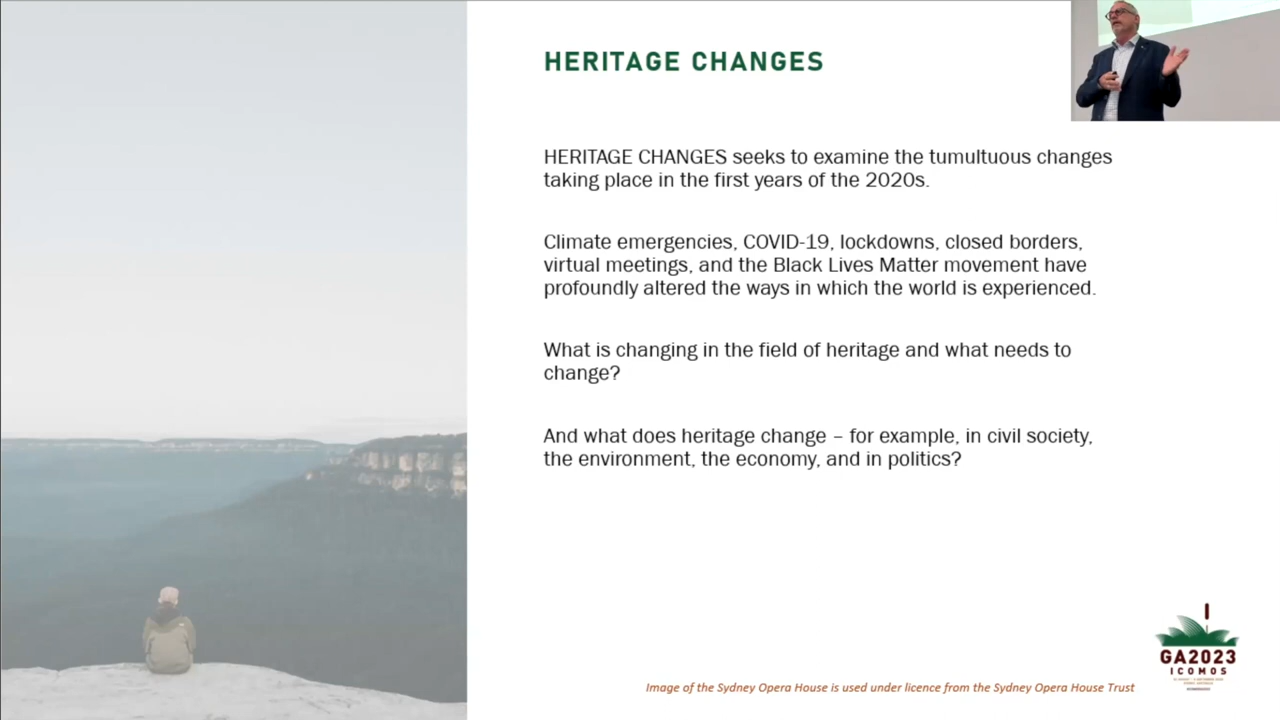 HERITAGE CHANGES
HERITAGE CHANGES seeks to examine the tumultuous changes
taking place in the first years of the 2020s.
Climate emergencies, COVID-19, lockdowns, closed borders,
virtual meetings, and the Black Lives Matter movement have
profoundly altered the ways in which the world is experienced.
What is changing in the field of heritage and what needs to
change?
And what does heritage change – for example, in civil society,
the environment, the economy, and in politics?
GA2023
ICOMOS
Image of the Sydney Opera House is used under licence from the Sydney Opera House Trust